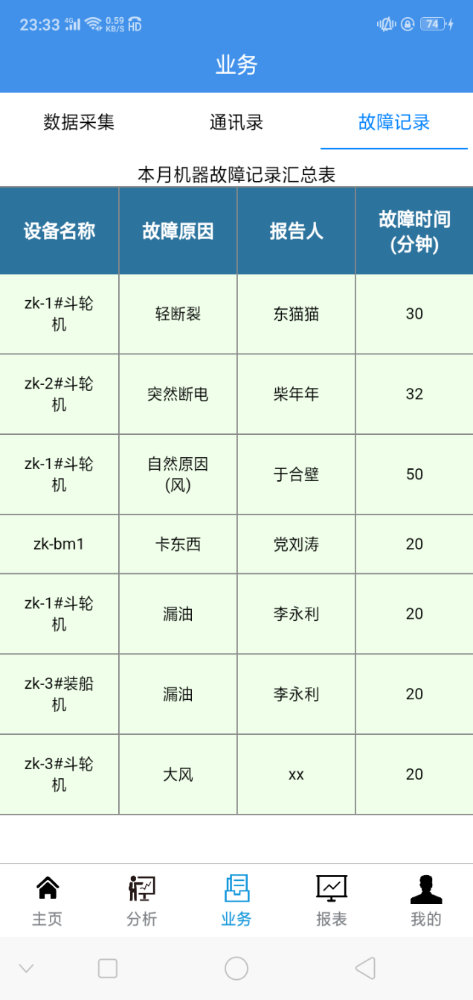 23:33 4G 0.59 KB/S HD 74
业务
数据采集 通讯录 故障记录
本月机器故障记录汇总表
设备名称 故障原因 报告人 故障时间(分钟)
zk-1#斗轮机 轻断裂 东猫猫 30
zk-2#斗轮机 突然断电 柴年年 32
zk-1#斗轮机 自然原因(风) 于合壁 50
zk-bm1 卡东西 党刘涛 20
zk-1#斗轮机 漏油 李永利 20
zk-3#装船机 漏油 李永利 20
zk-3#斗轮机 大风 xx 20
主页 分析 业务 报表 我的